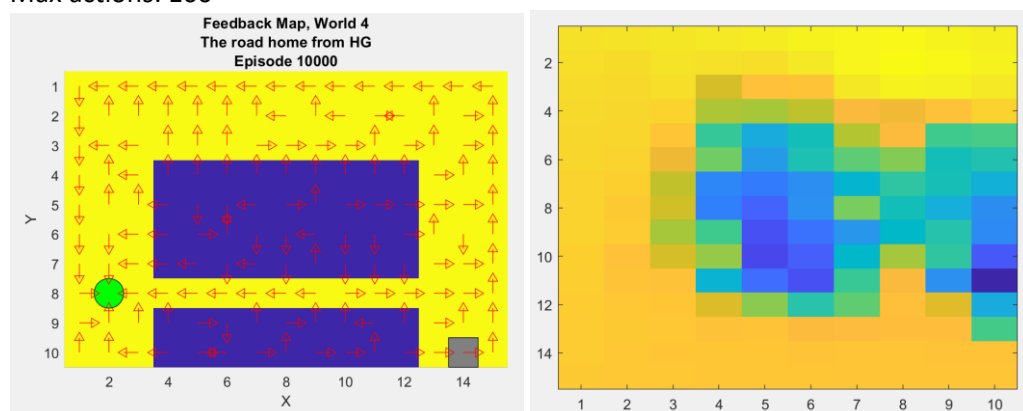 Feedback Map, World 4
The road home from HG
Episode 10000
1
2
3
4
5
6
7
8
9
10
Y
2 4 6 8 10 12 14
X
2
4
6
8
10
12
14
1 2 3 4 5 6 7 8 9 10